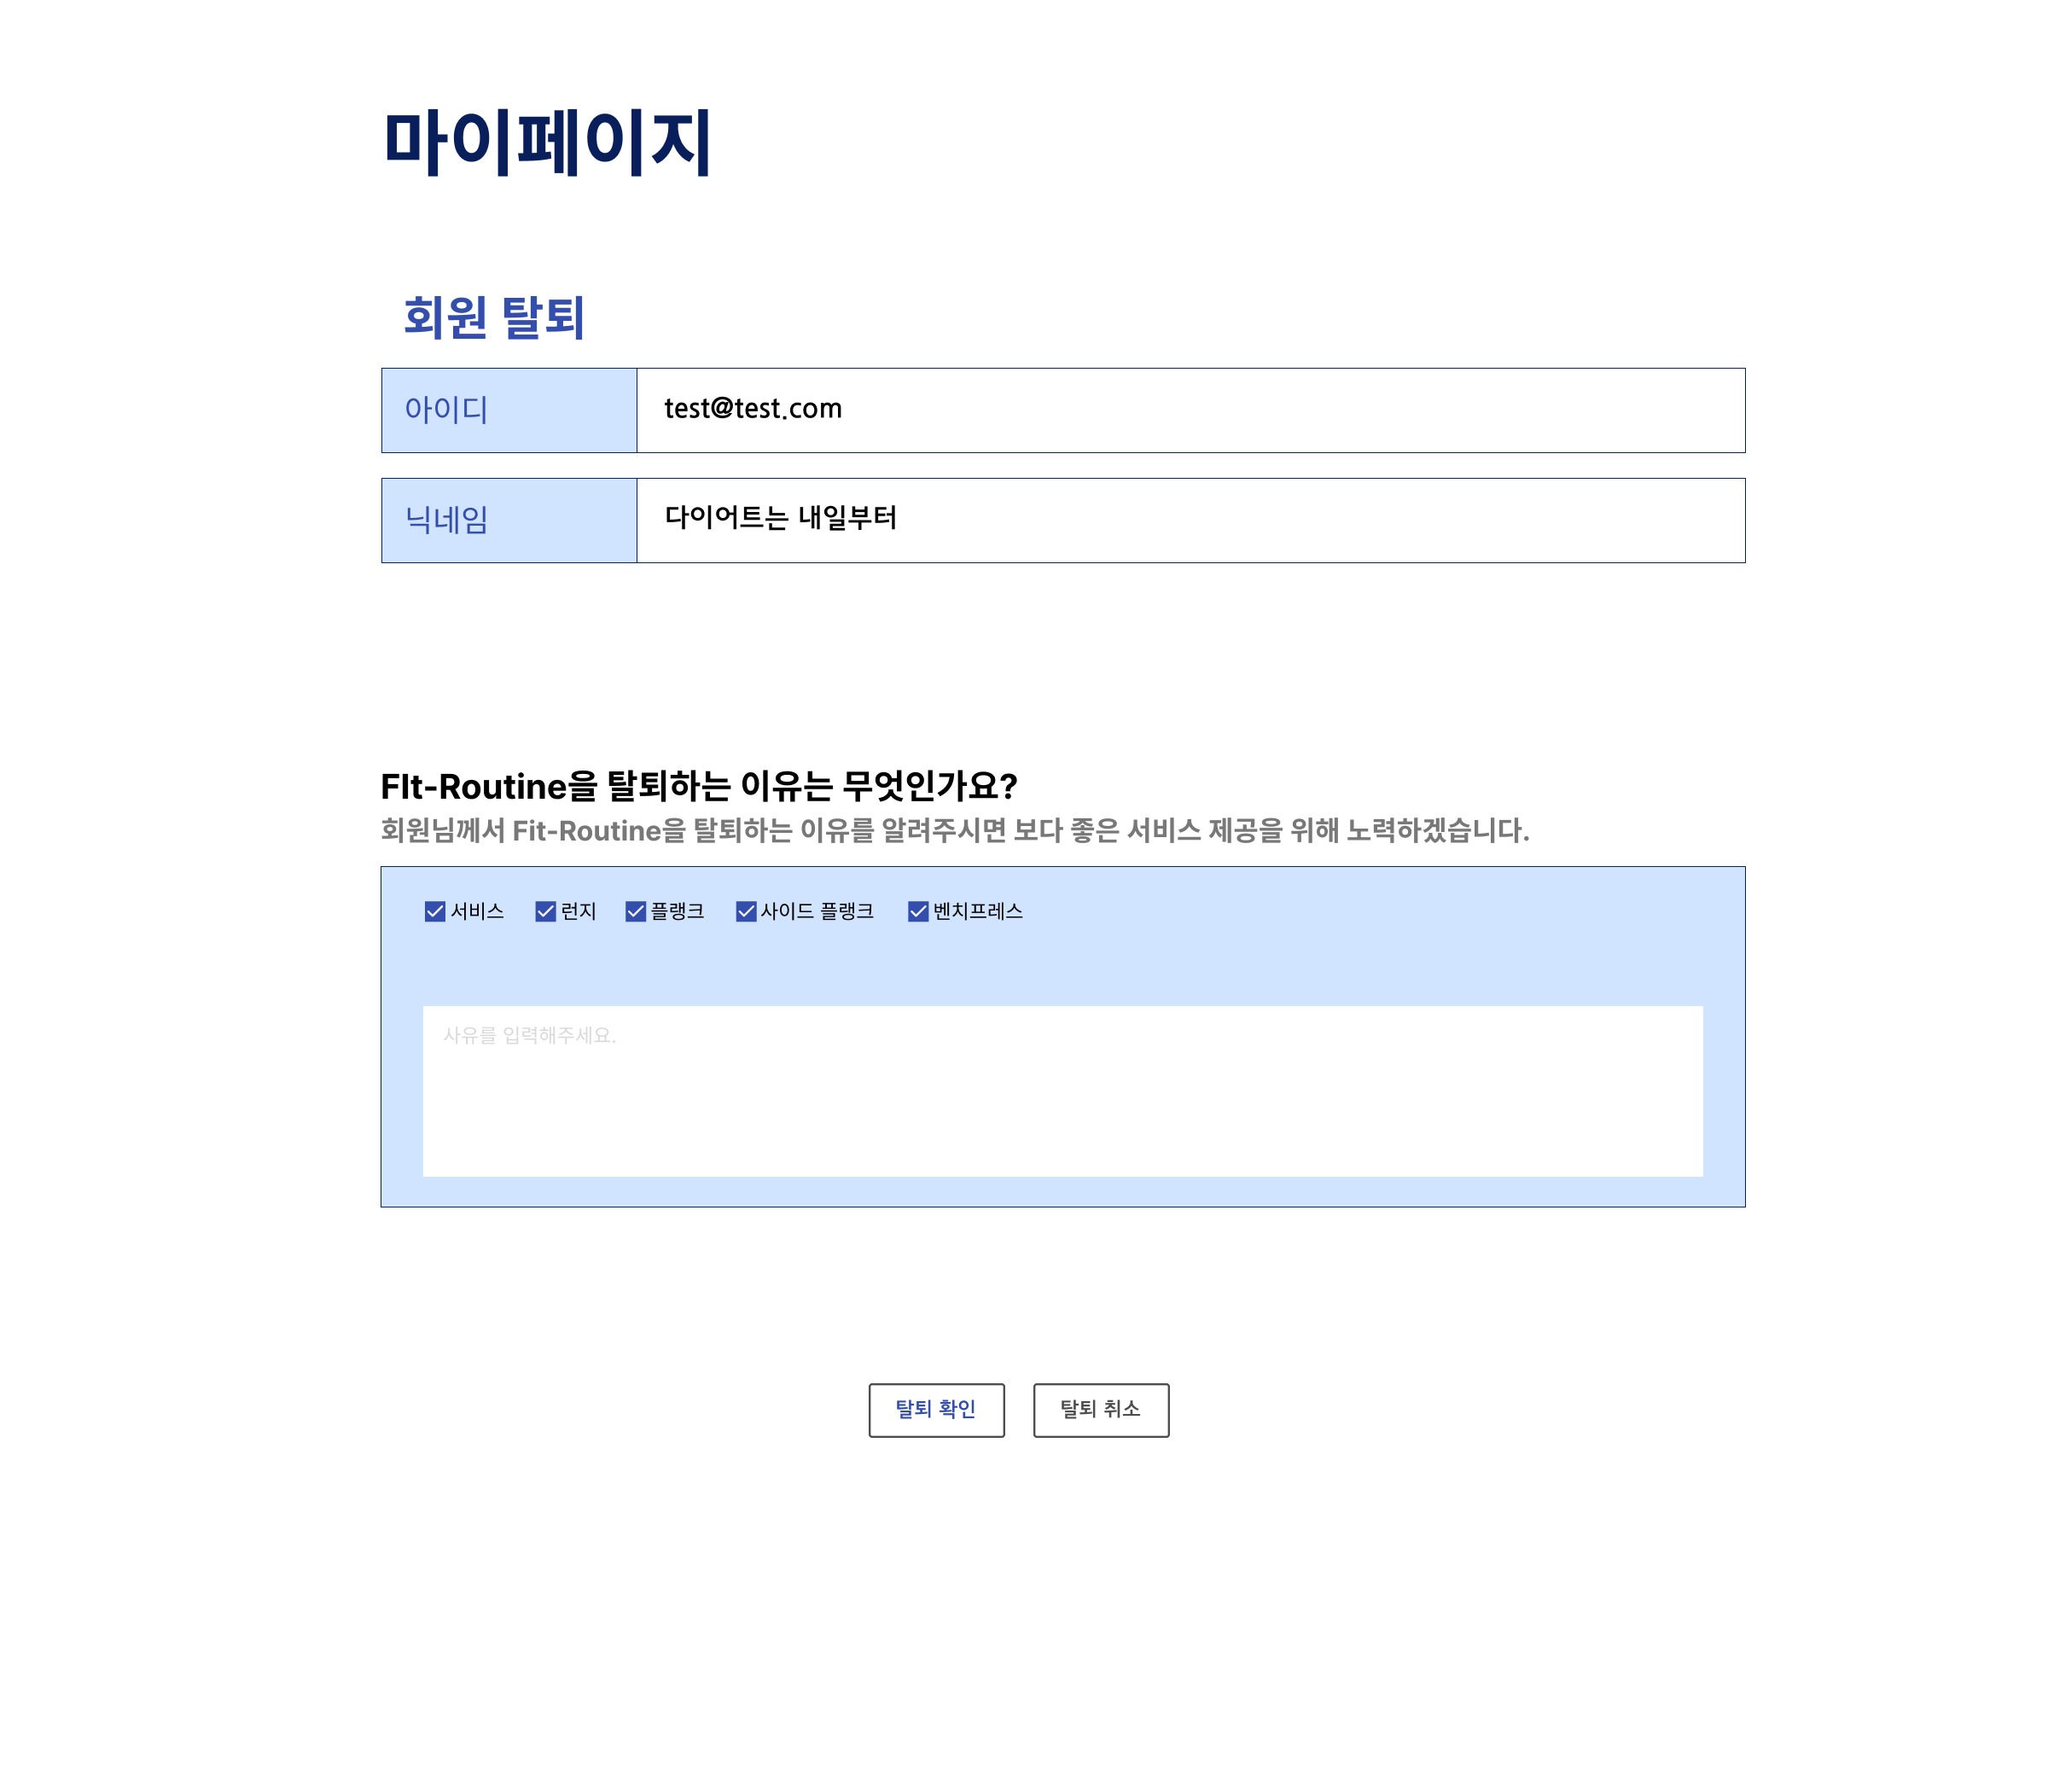 마이페이지
회원 탈퇴
아이디 test@test.com
닉네임 다이어트는 내일부터
FIt-Routine을 탈퇴하는 이유는 무엇인가요?
회원님께서 Fit-Routine을 탈퇴하는 이유를 알려주시면 보다 좋은 서비스 제공을 위해 노력하겠습니다.
서비스 런지 플랭크 사이드 플랭크 벤치프레스
사유를 입력해주세요.
탈퇴 확인 탈퇴 취소